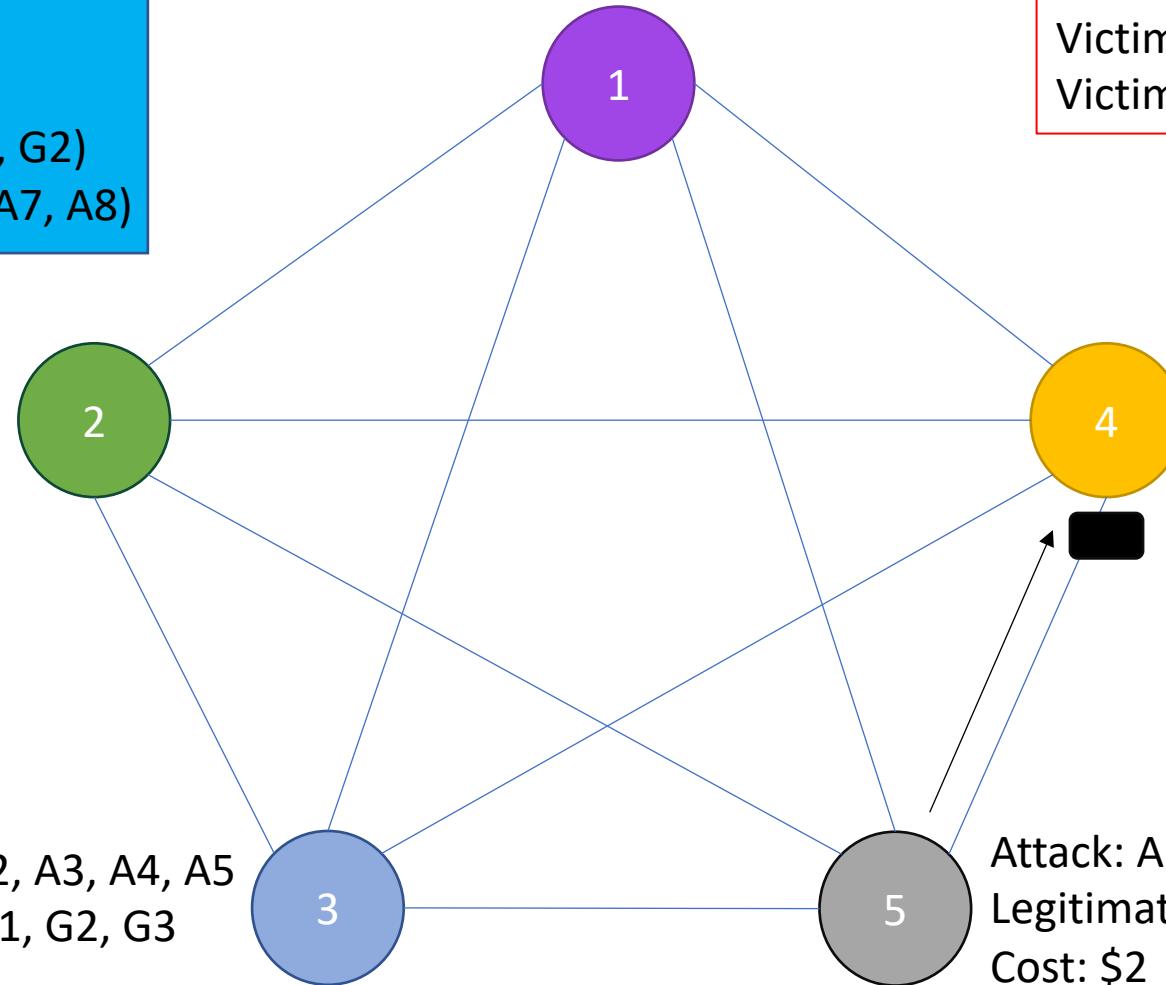 Victim
Victim
1
, G2)
A7, A8)
2
4
2, A3, A4, A5
1, G2, G3
3
5
Attack: A
Legitimat
Cost: $2